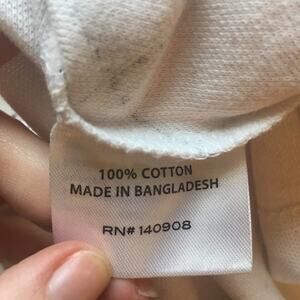 100% COTTON
MADE IN BANGLADESH
RN# 140908